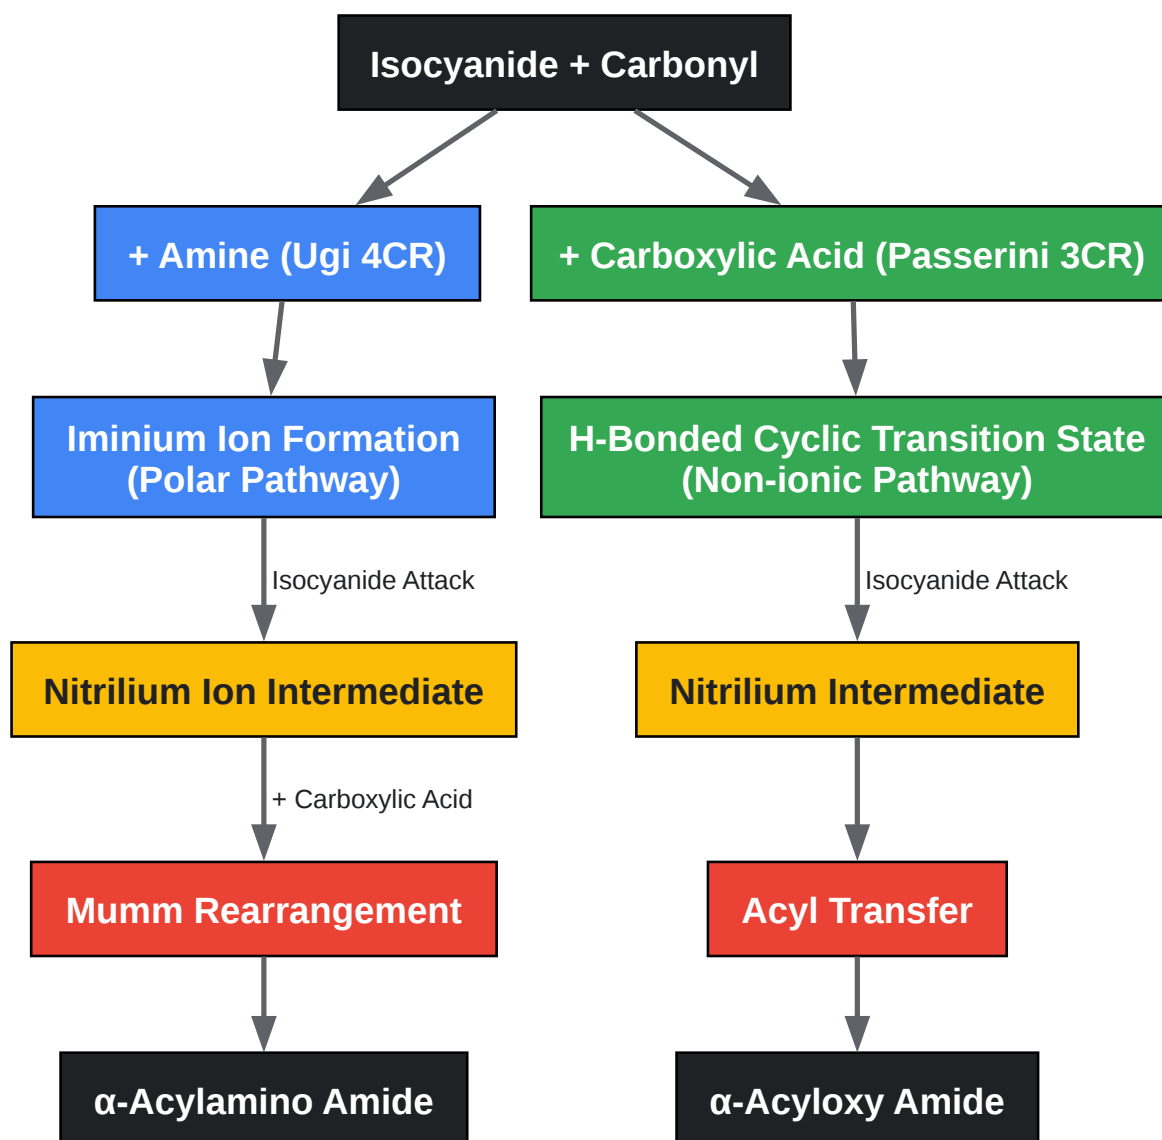 Isocyanide + Carbonyl
+ Amine (Ugi 4CR)
+ Carboxylic Acid (Passerini 3CR)
Iminium Ion Formation
(Polar Pathway)
H-Bonded Cyclic Transition State
(Non-ionic Pathway)
Isocyanide Attack
Isocyanide Attack
Nitrilium Ion Intermediate
Nitrilium Intermediate
+ Carboxylic Acid
Mumm Rearrangement
Acyl Transfer
α-Acylamino Amide
α-Acyloxy Amide